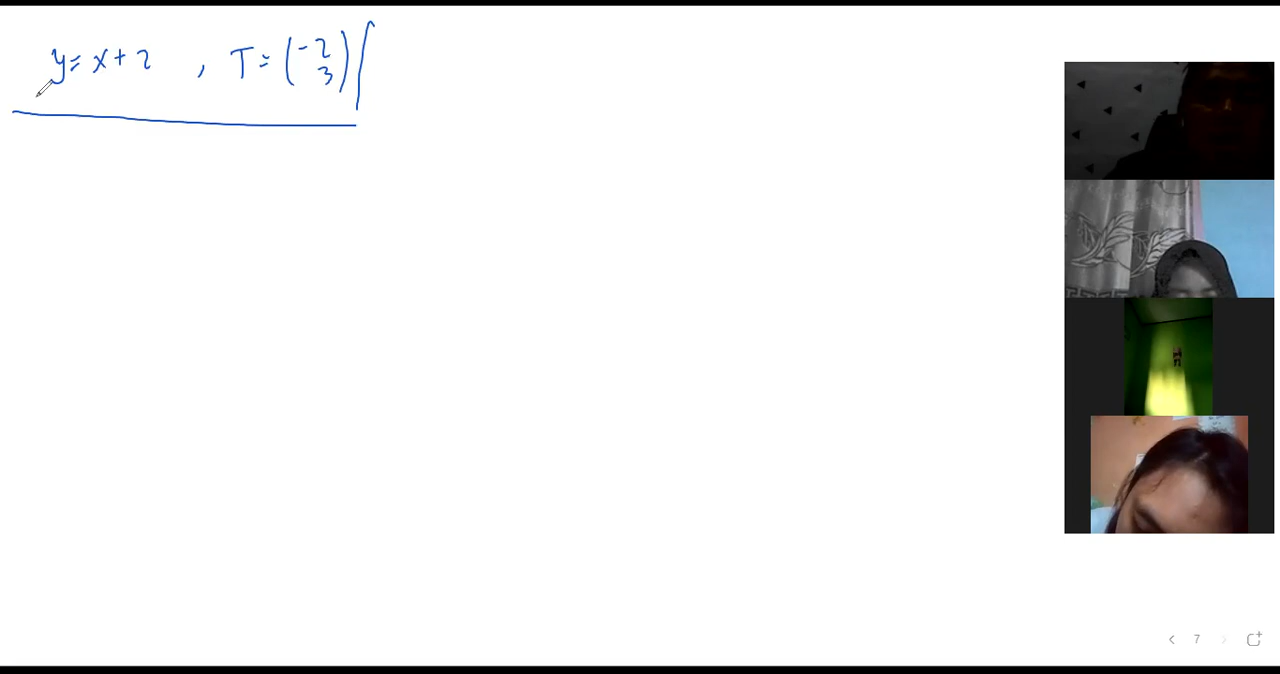 y = x + 2 , T = (-2
3)
< 7 >